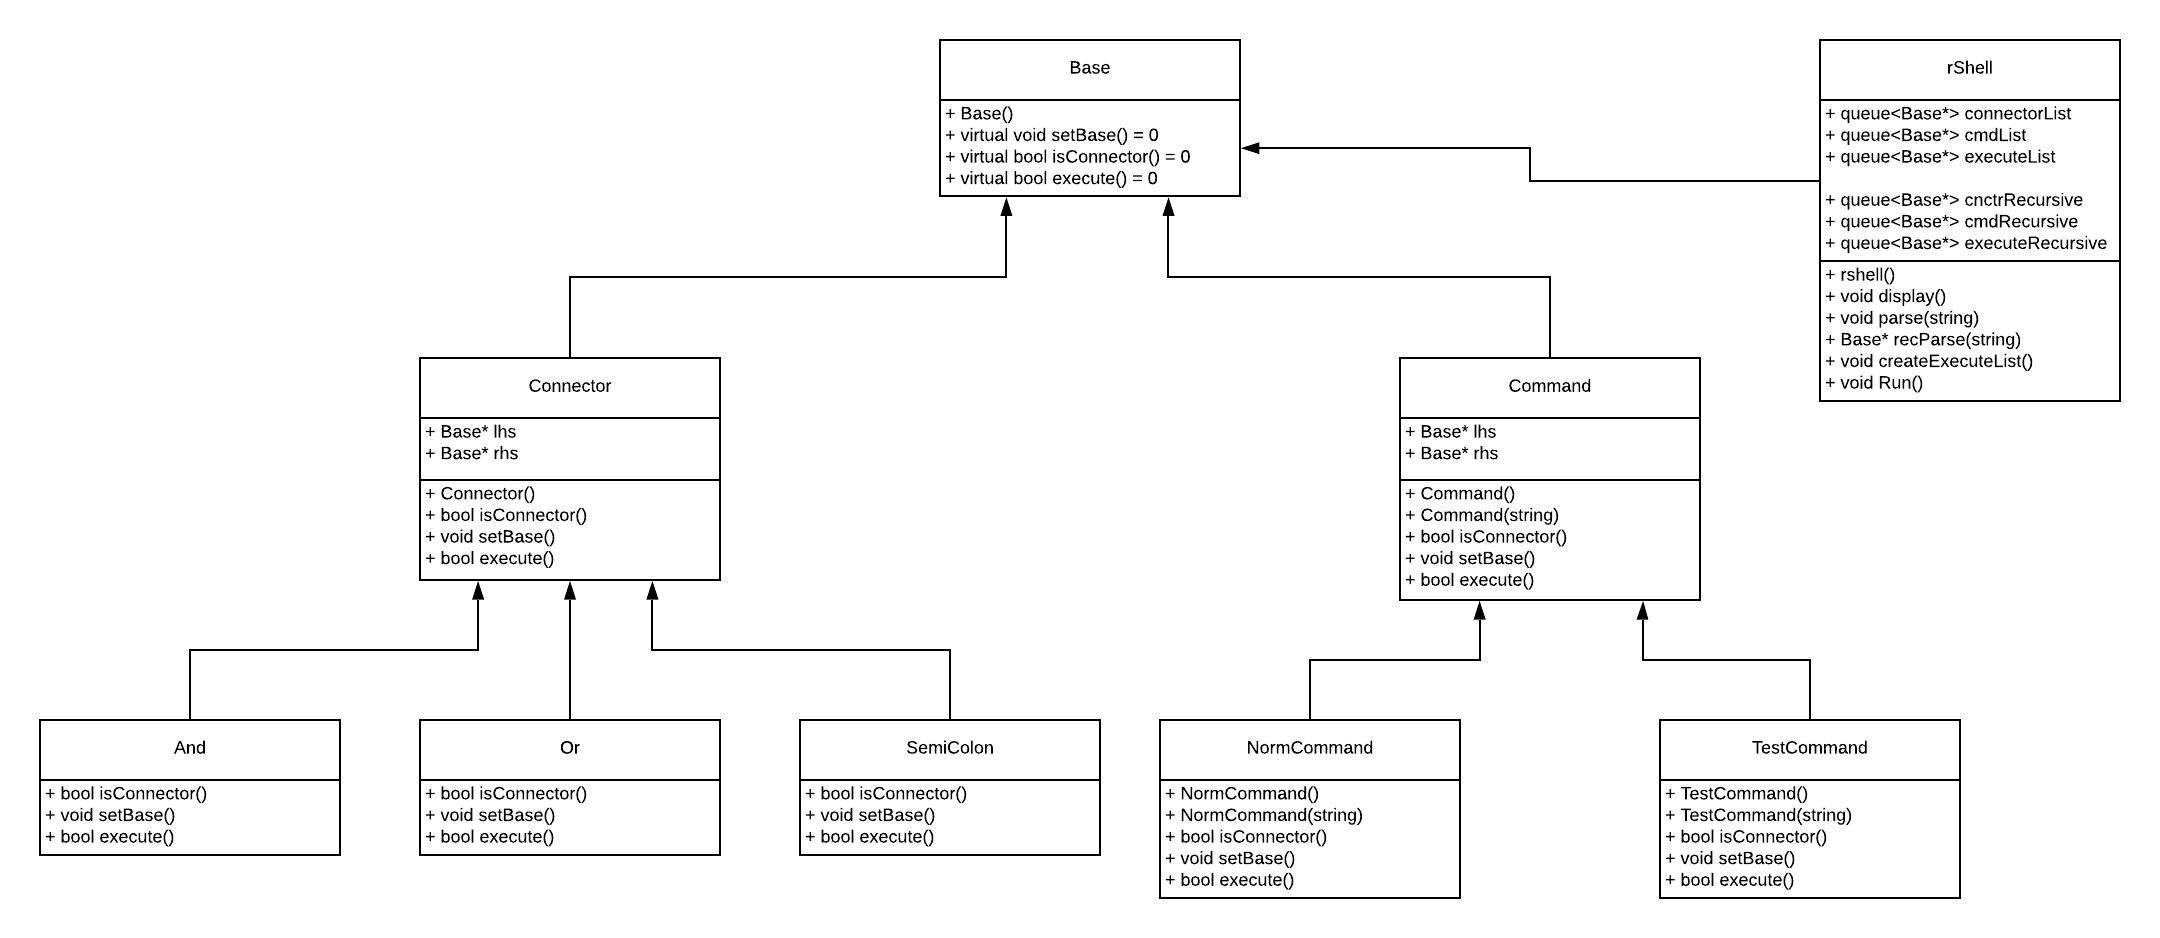 Base
+ Base()
+ virtual void setBase() = 0
+ virtual bool isConnector() = 0
+ virtual bool execute() = 0
rShell
+ queue<Base*> connectorList
+ queue<Base*> cmdList
+ queue<Base*> executeList
+ queue<Base*> cnctrRecursive
+ queue<Base*> cmdRecursive
+ queue<Base*> executeRecursive
+ rshell()
+ void display()
+ void parse(string)
+ Base* recParse(string)
+ void createExecuteList()
+ void Run()
Connector
+ Base* lhs
+ Base* rhs
+ Connector()
+ bool isConnector()
+ void setBase()
+ bool execute()
Command
+ Base* lhs
+ Base* rhs
+ Command()
+ Command(string)
+ bool isConnector()
+ void setBase()
+ bool execute()
And
+ bool isConnector()
+ void setBase()
+ bool execute()
Or
+ bool isConnector()
+ void setBase()
+ bool execute()
SemiColon
+ bool isConnector()
+ void setBase()
+ bool execute()
NormCommand
+ NormCommand()
+ NormCommand(string)
+ bool isConnector()
+ void setBase()
+ bool execute()
TestCommand
+ TestCommand()
+ TestCommand(string)
+ bool isConnector()
+ void setBase()
+ bool execute()